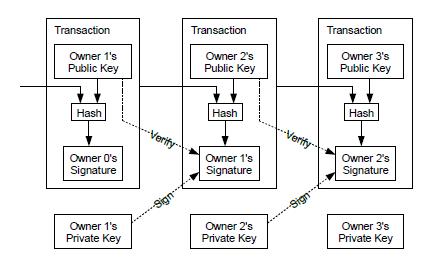 Transaction
Owner 1's
Public Key
Hash
Owner 0's
Signature
Transaction
Owner 2's
Public Key
Hash
Owner 1's
Signature
Transaction
Owner 3's
Public Key
Hash
Owner 2's
Signature
Verify
Verify
Sign
Sign
Owner 1's
Private Key
Owner 2's
Private Key
Owner 3's
Private Key